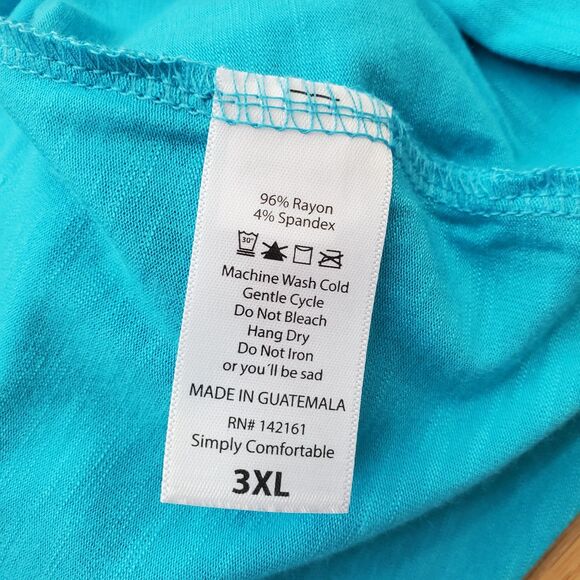 96% Rayon
4% Spandex
30°
Machine Wash Cold
Gentle Cycle
Do Not Bleach
Hang Dry
Do Not Iron
or you´ll be sad
MADE IN GUATEMALA
RN# 142161
Simply Comfortable
3XL